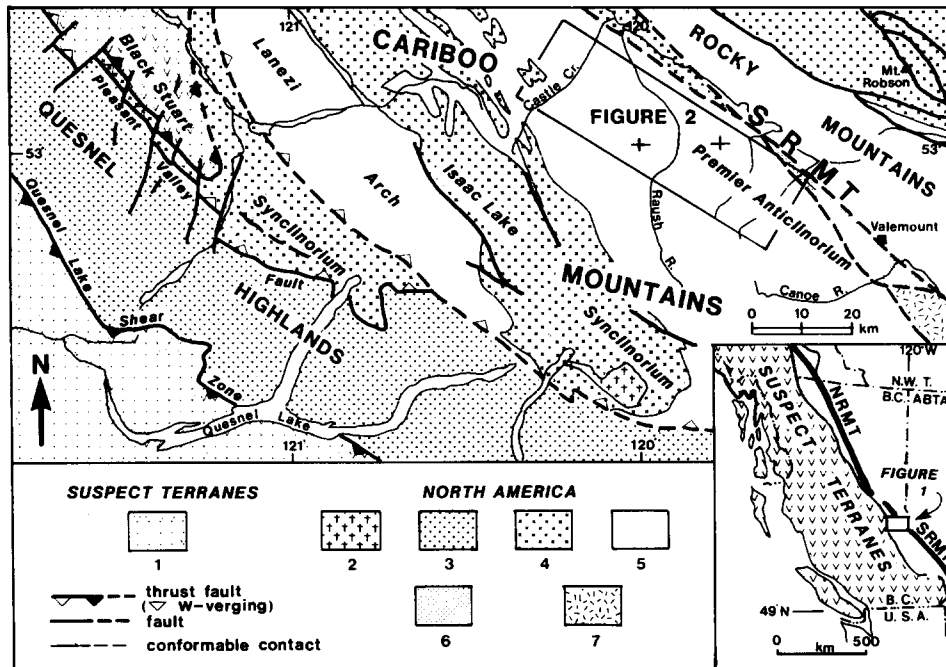 121
120
CARIBOO
ROCKY
Mt.
Robson
Black Stuart
Lanezi
Castle Cr.
FIGURE 2
S R M T
MOUNTAINS
QUESNEL
Pleasant
Valley
53
53
Isaac Lake
Premier Anticlinorium
Arch
Raush
R.
Valemount
Quesnel
Lake
Synclinorium
Fault
MOUNTAINS
Canoe R.
0 10 20
km
HIGHLANDS
Shear
Zone
Synclinorium
N
Quesnel Lake
121
120
120°W
N.W.T.
B.C. ABTA.
SUSPECT
TERRANES
NRMT
FIGURE
1
SRMT
49°N
B.C.
U.S.A.
0 500
km
SUSPECT TERRANES
NORTH AMERICA
1
2
3
4
5
6
7
thrust fault
( W-verging)
fault
conformable contact